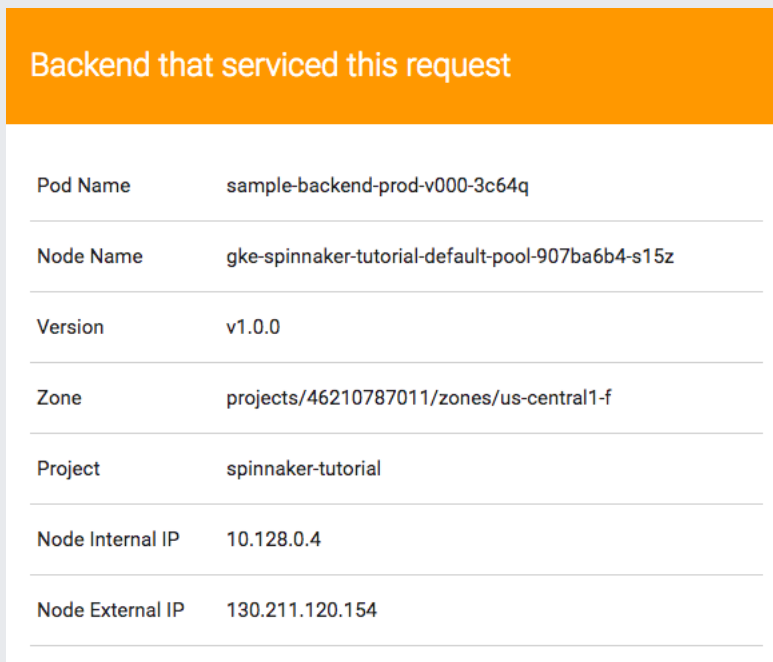 Backend that serviced this request
Pod Name sample-backend-prod-v000-3c64q
Node Name gke-spinnaker-tutorial-default-pool-907ba6b4-s15z
Version v1.0.0
Zone projects/46210787011/zones/us-central1-f
Project spinnaker-tutorial
Node Internal IP 10.128.0.4
Node External IP 130.211.120.154